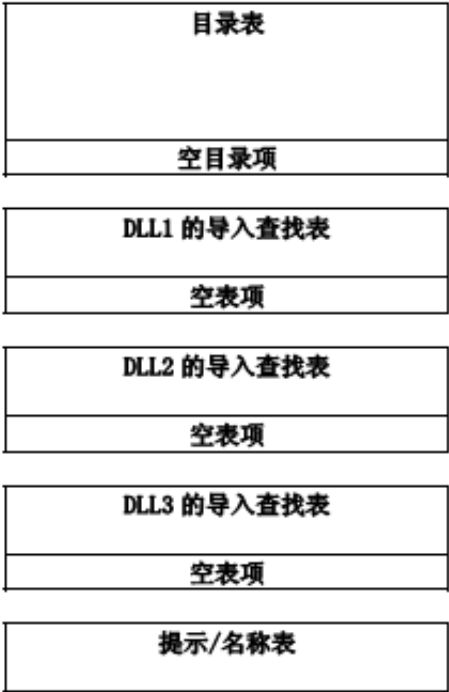 目录表
空目录项
DLL1 的导入查找表
空表项
DLL2 的导入查找表
空表项
DLL3 的导入查找表
空表项
提示/名称表